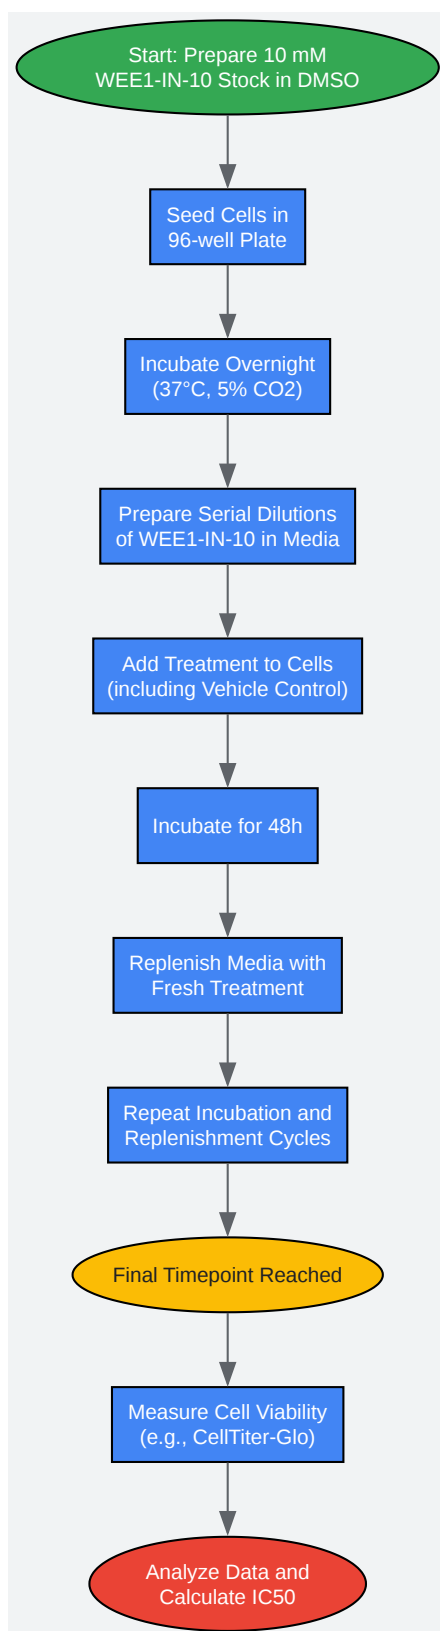 Start: Prepare 10 mM
WEE1-IN-10 Stock in DMSO
Seed Cells in
96-well Plate
Incubate Overnight
(37°C, 5% CO2)
Prepare Serial Dilutions
of WEE1-IN-10 in Media
Add Treatment to Cells
(including Vehicle Control)
Incubate for 48h
Replenish Media with
Fresh Treatment
Repeat Incubation and
Replenishment Cycles
Final Timepoint Reached
Measure Cell Viability
(e.g., CellTiter-Glo)
Analyze Data and
Calculate IC50